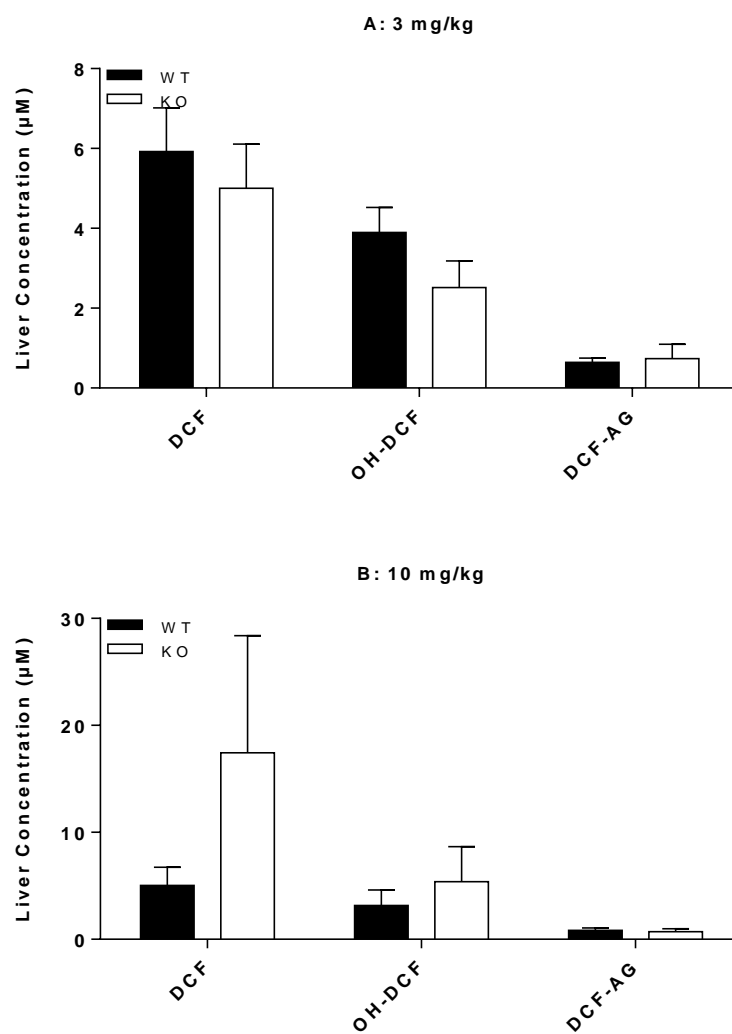 A: 3 mg/kg
8
6
4
2
0
Liver Concentration (µM)
WT
KO
DCF
OH-DCF
DCF-AG
B: 10 mg/kg
30
20
10
0
Liver Concentration (µM)
WT
KO
DCF
OH-DCF
DCF-AG